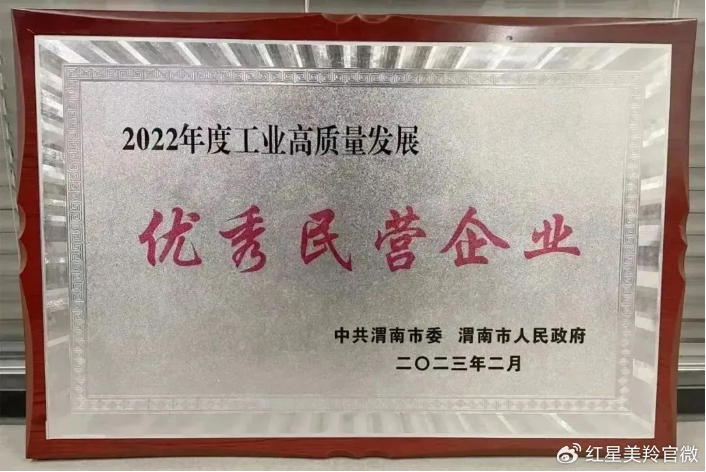 2022年度工业高质量发展
优秀民营企业
中共渭南市委 渭南市人民政府
二〇二三年二月
红星美羚官微